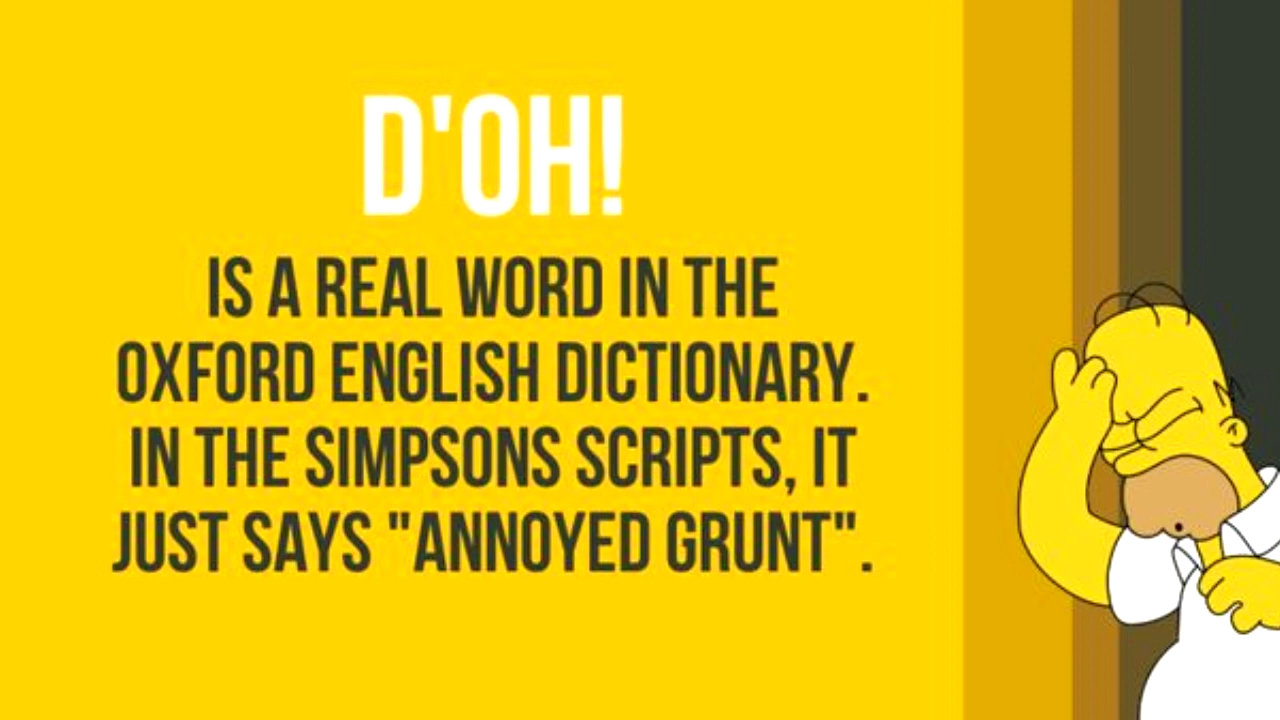 D'OH!
IS A REAL WORD IN THE
OXFORD ENGLISH DICTIONARY.
IN THE SIMPSONS SCRIPTS, IT
JUST SAYS "ANNOYED GRUNT".